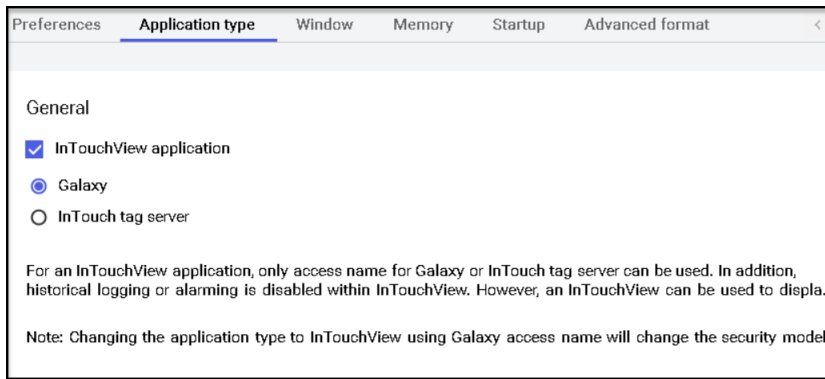 Preferences Application type Window Memory Startup Advanced format
General
InTouchView application
Galaxy
InTouch tag server
For an InTouchView application, only access name for Galaxy or InTouch tag server can be used. In addition,
historical logging or alarming is disabled within InTouchView. However, an InTouchView can be used to displa.
Note: Changing the application type to InTouchView using Galaxy access name will change the security model